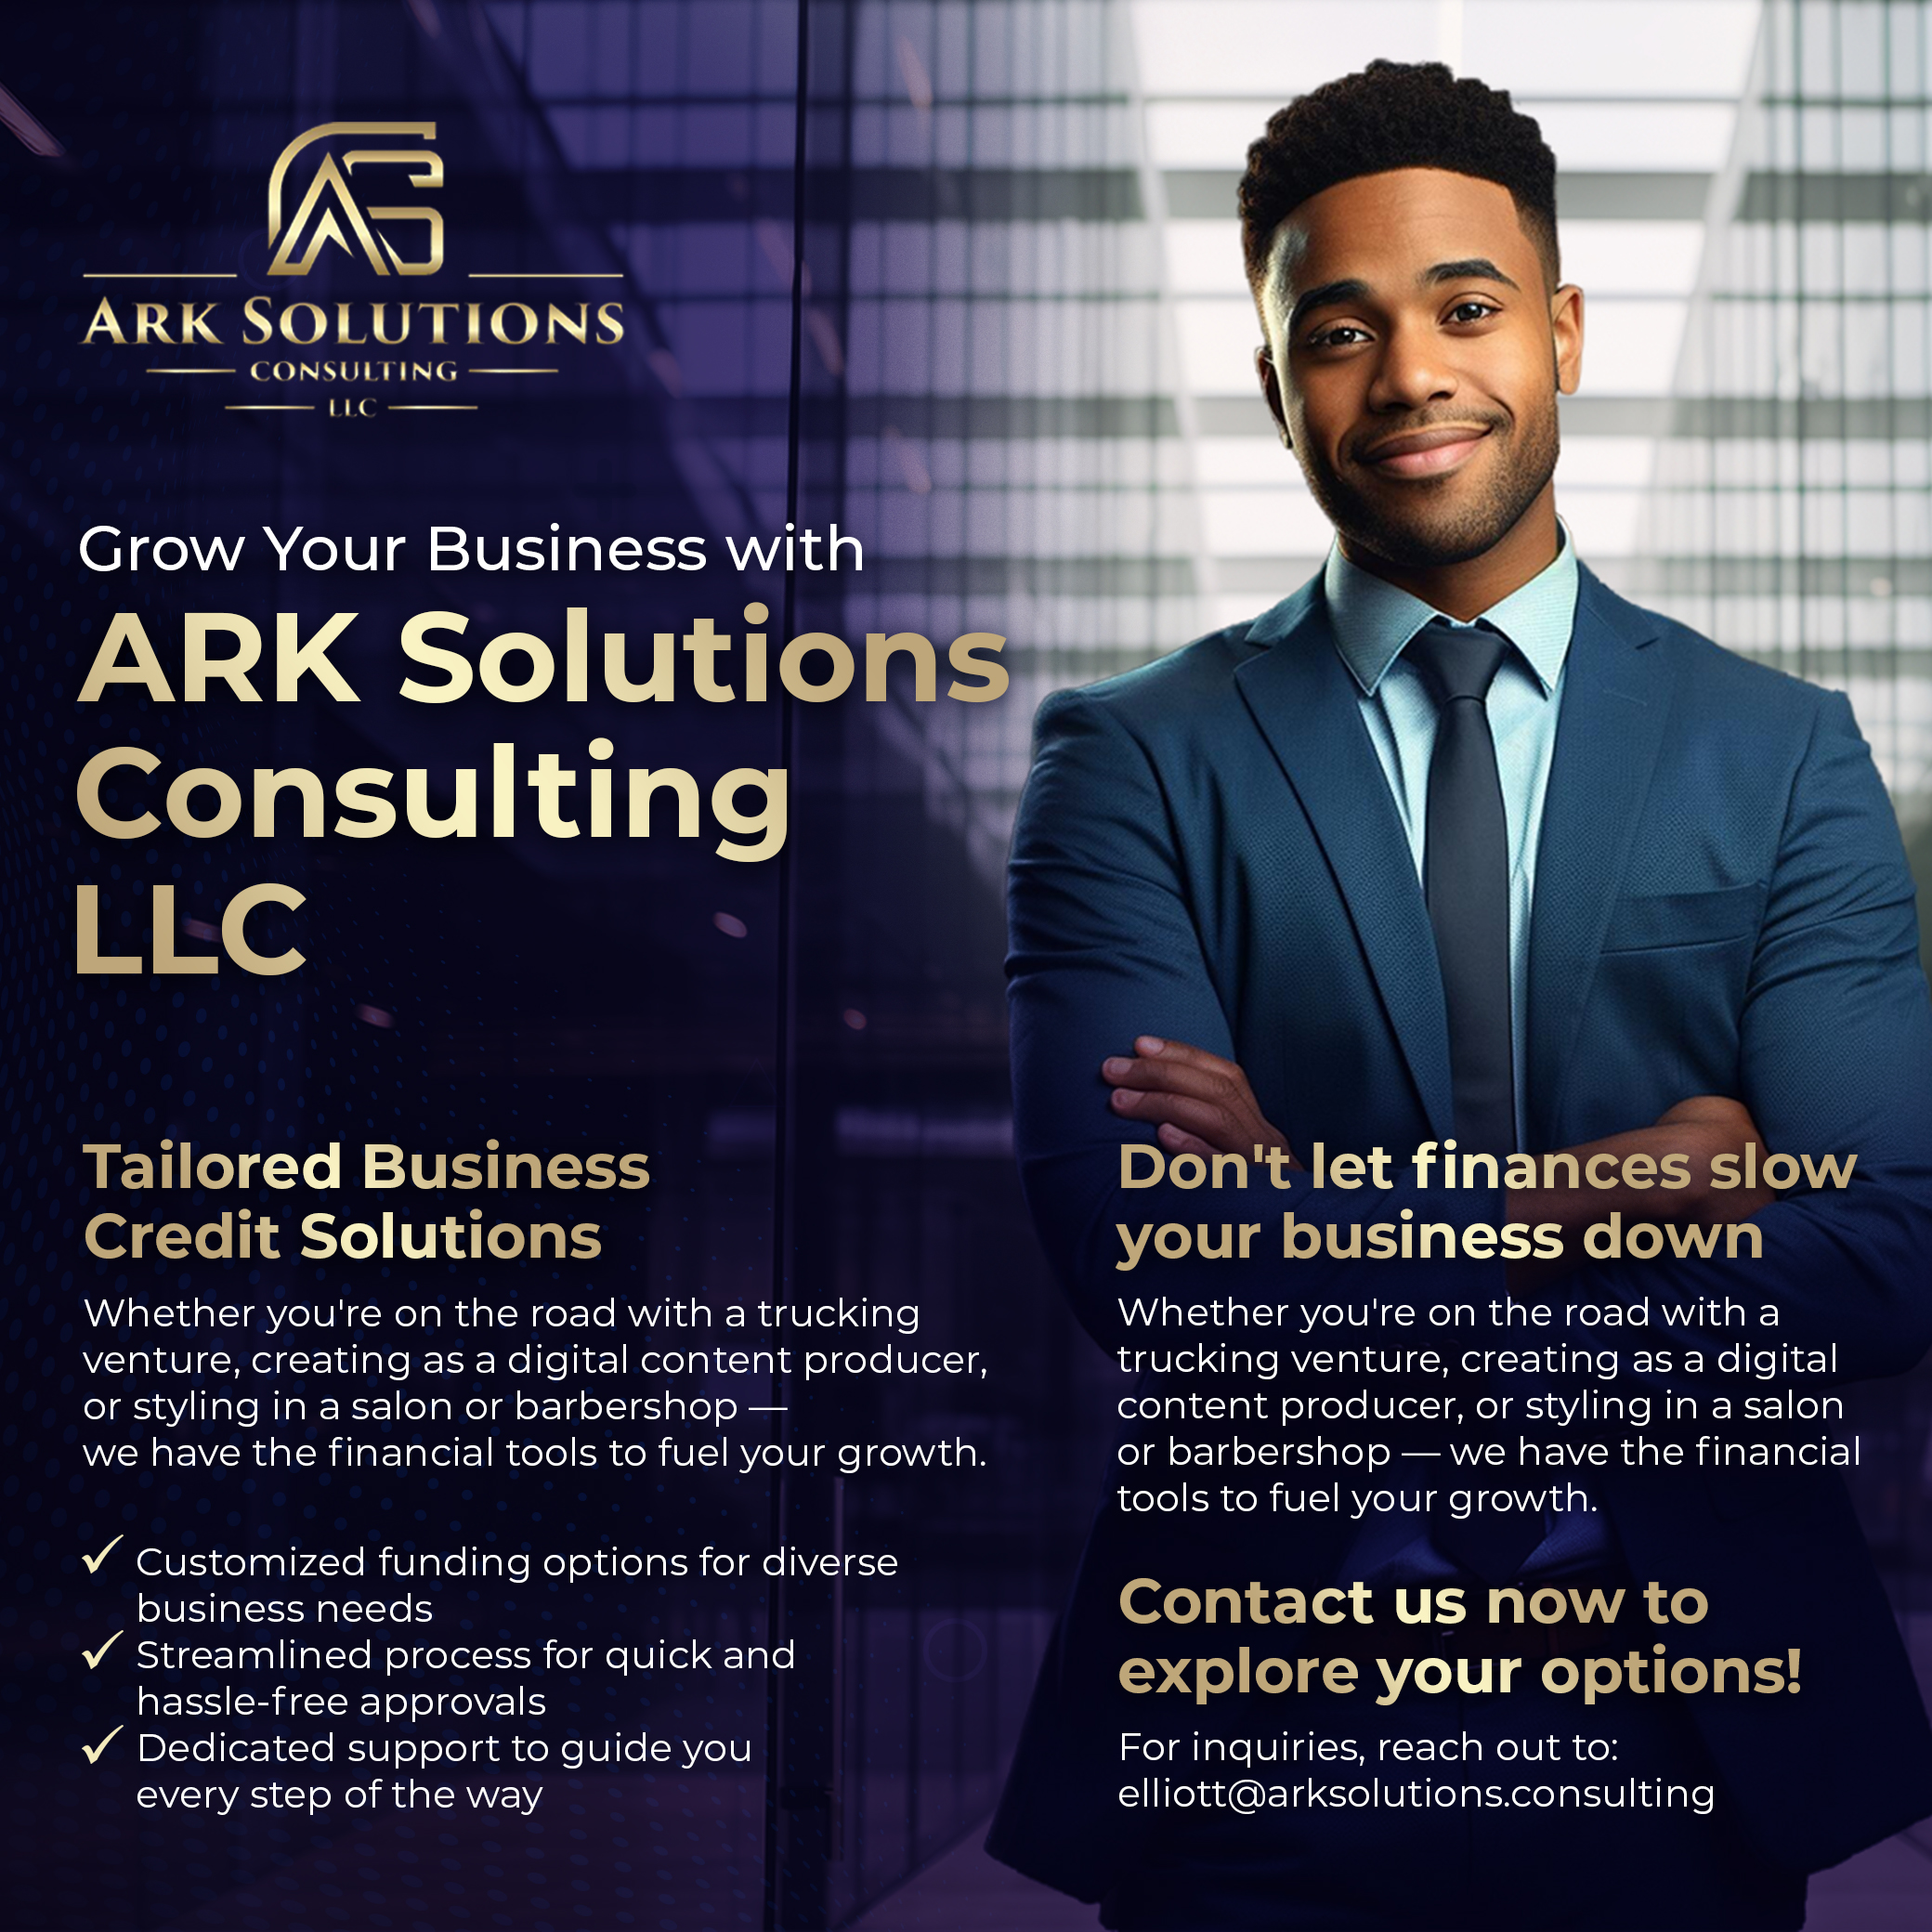 ARK SOLUTIONS
CONSULTING
LLC
Grow Your Business with
ARK Solutions
Consulting
LLC
Tailored Business
Credit Solutions
Whether you're on the road with a trucking
venture, creating as a digital content producer,
or styling in a salon or barbershop —
we have the financial tools to fuel your growth.
Customized funding options for diverse
business needs
Streamlined process for quick and
hassle-free approvals
Dedicated support to guide you
every step of the way
Don't let finances slow
your business down
Whether you're on the road with a
trucking venture, creating as a digital
content producer, or styling in a salon
or barbershop — we have the financial
tools to fuel your growth.
Contact us now to
explore your options!
For inquiries, reach out to:
elliott@arksolutions.consulting